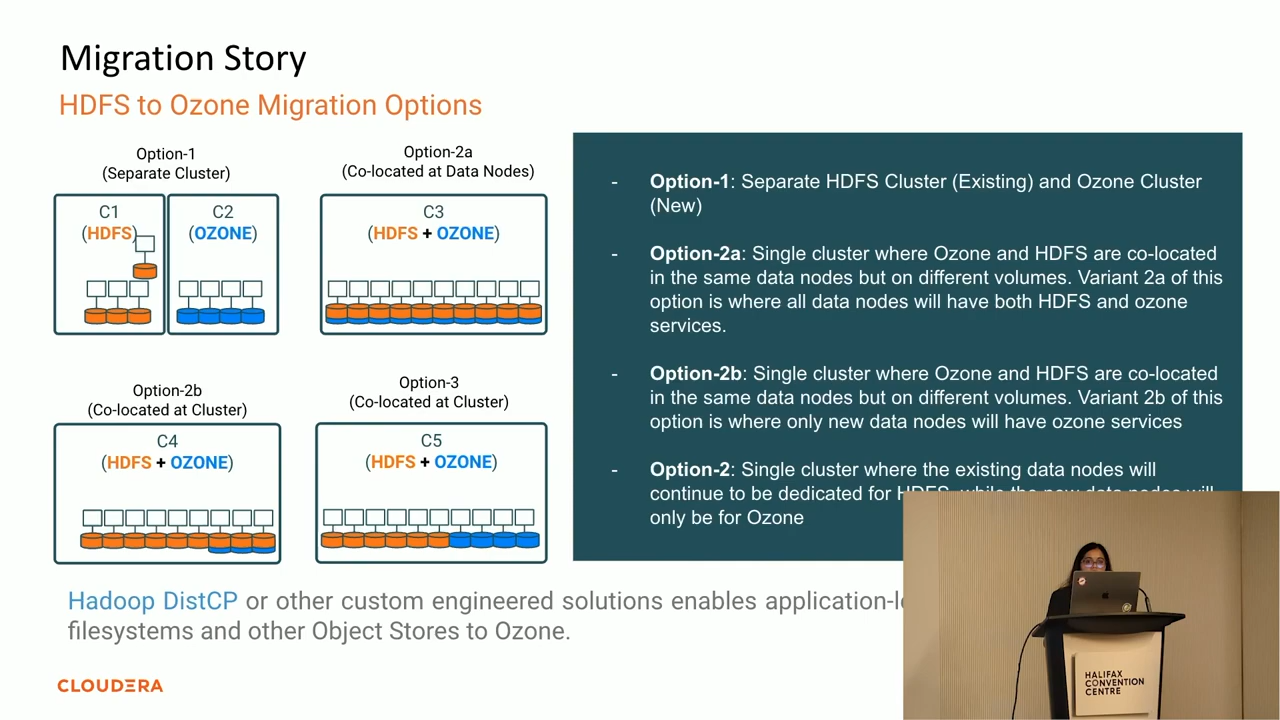 Migration Story
HDFS to Ozone Migration Options
Option-1
(Separate Cluster)
Option-2a
(Co-located at Data Nodes)
C1
(HDFS)
C2
(OZONE)
C3
(HDFS + OZONE)
Option-2b
(Co-located at Cluster)
Option-3
(Co-located at Cluster)
C4
(HDFS + OZONE)
C5
(HDFS + OZONE)
- Option-1: Separate HDFS Cluster (Existing) and Ozone Cluster
(New)
- Option-2a: Single cluster where Ozone and HDFS are co-located
in the same data nodes but on different volumes. Variant 2a of this
option is where all data nodes will have both HDFS and ozone
services.
- Option-2b: Single cluster where Ozone and HDFS are co-located
in the same data nodes but on different volumes. Variant 2b of this
option is where only new data nodes will have ozone services
- Option-2: Single cluster where the existing data nodes will
continue to be dedicated for HDFS, while the new data nodes will
only be for Ozone
Hadoop DistCP or other custom engineered solutions enables
filesystems and other Object Stores to Ozone.
CLOUDERA
HALIFAX
CONVENTION
CENTRE